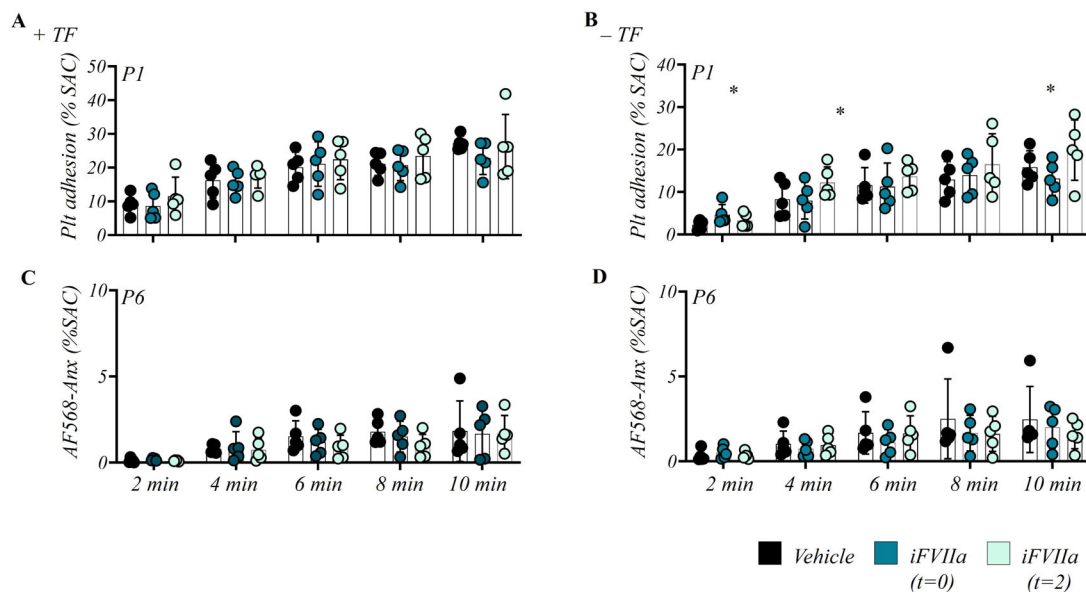 A
+ TF
Plt adhesion (% SAC)
P1
50
40
30
20
10
0
B
– TF
Plt adhesion (% SAC)
P1
40
30
20
10
0
*
*
*
C
AF568-Anx (%SAC)
P6
10
5
0
2 min 4 min 6 min 8 min 10 min
D
AF568-Anx (%SAC)
P6
10
5
0
2 min 4 min 6 min 8 min 10 min
Vehicle
iFVIIa
(t=0)
iFVIIa
(t=2)